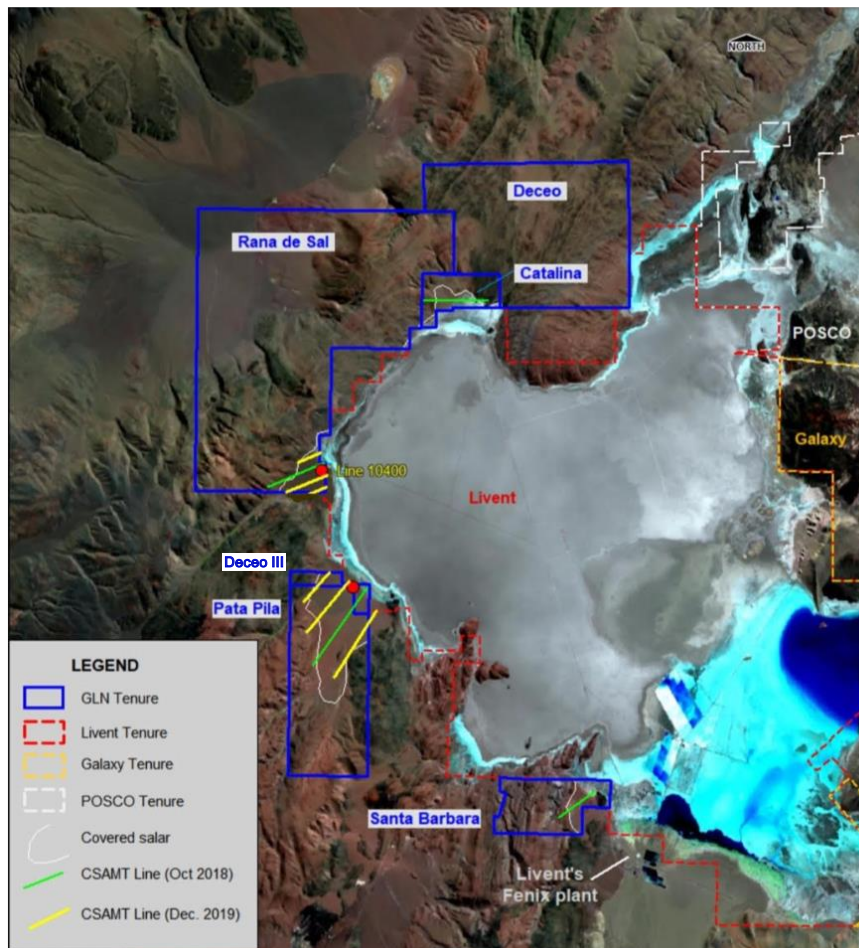 NORTH
Deceo
Rana de Sal
Catalina
POSCO
Galaxy
Line 10400
Livent
Deceo III
Pata Pila
Santa Barbara
Livent's
Fenix plant
LEGEND
GLN Tenure
Livent Tenure
Galaxy Tenure
POSCO Tenure
Covered salar
CSAMT Line (Oct 2018)
CSAMT Line (Dec. 2019)